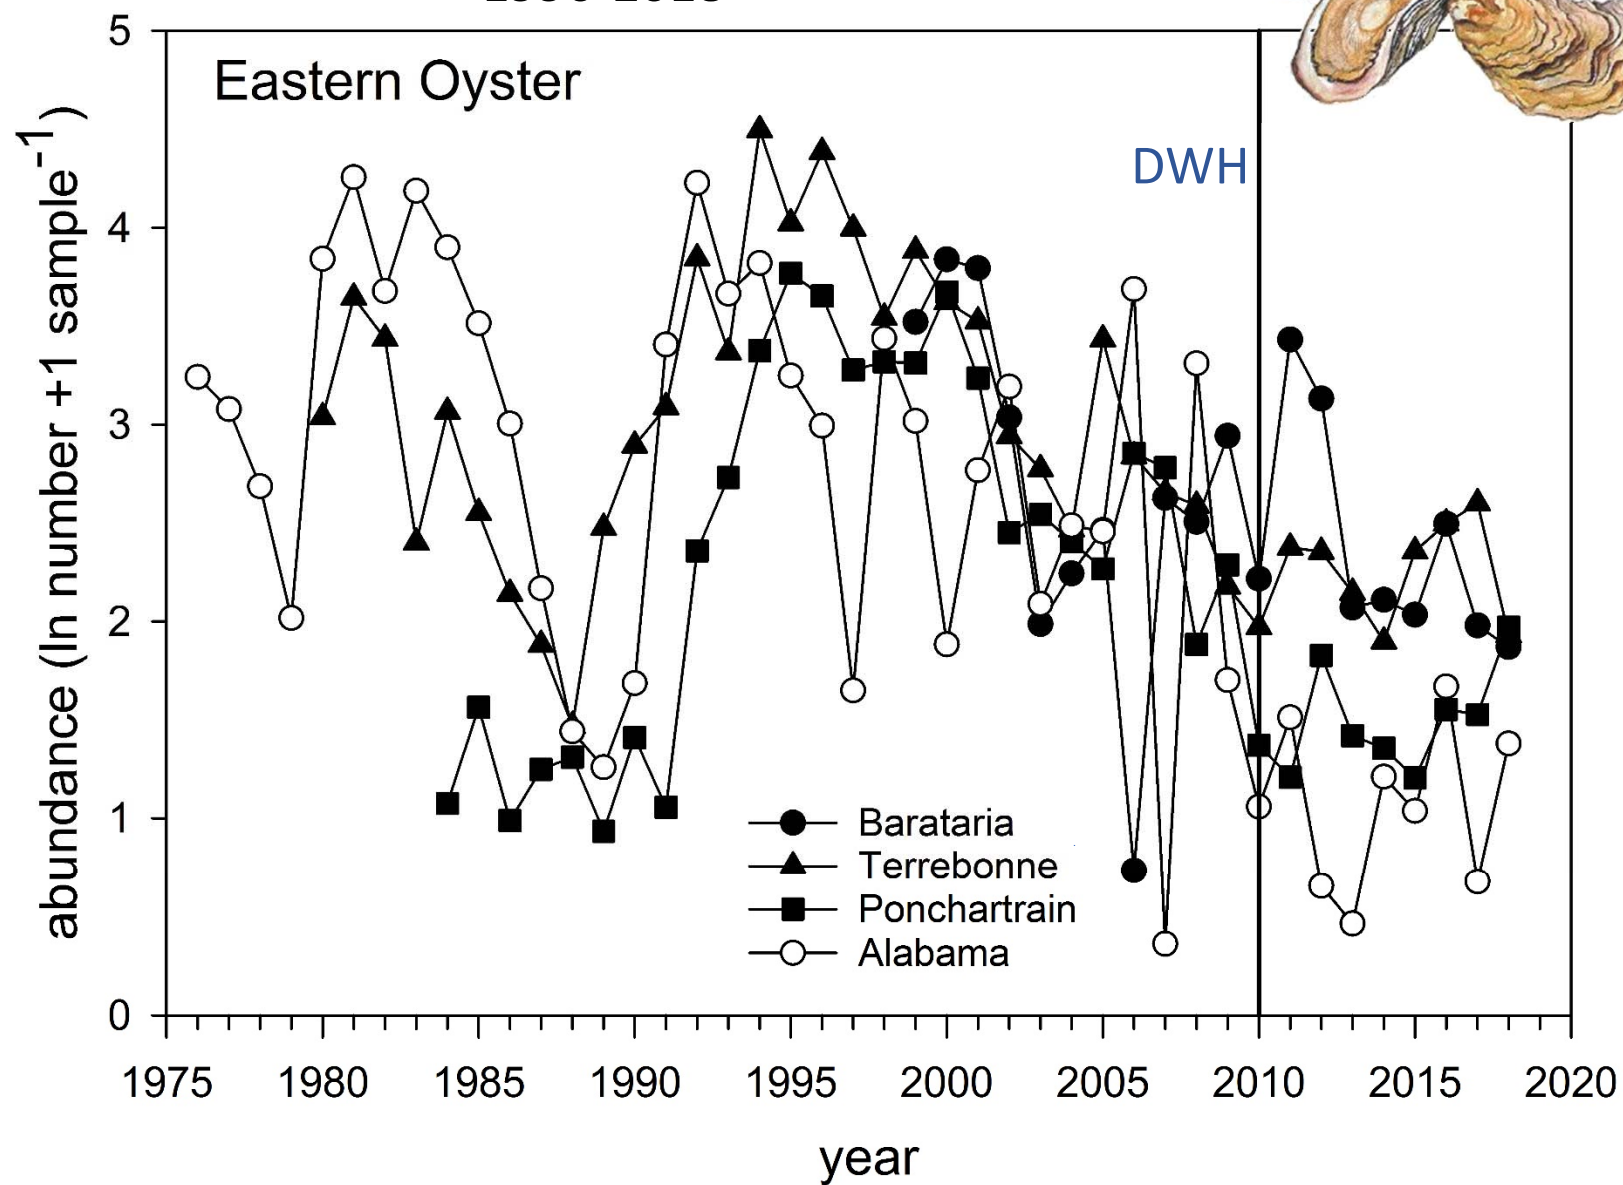 5
Eastern Oyster
DWH
4
3
2
1
0
abundance (ln number +1 sample⁻¹)
Barataria
Terrebonne
Ponchartrain
Alabama
1975 1980 1985 1990 1995 2000 2005 2010 2015 2020
year